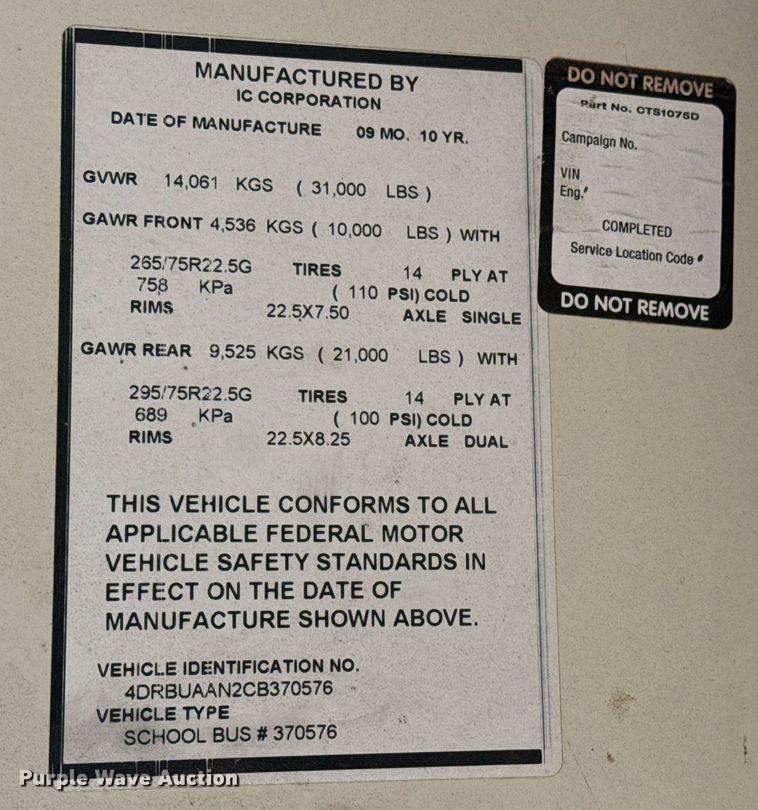 MANUFACTURED BY
IC CORPORATION
DATE OF MANUFACTURE 09 MO. 10 YR.
GVWR 14,061 KGS ( 31,000 LBS )
GAWR FRONT 4,536 KGS ( 10,000 LBS ) WITH
265/75R22.5G TIRES 14 PLY AT
758 KPa ( 110 PSI) COLD
RIMS 22.5X7.50 AXLE SINGLE
GAWR REAR 9,525 KGS ( 21,000 LBS ) WITH
295/75R22.5G TIRES 14 PLY AT
689 KPa ( 100 PSI) COLD
RIMS 22.5X8.25 AXLE DUAL
THIS VEHICLE CONFORMS TO ALL
APPLICABLE FEDERAL MOTOR
VEHICLE SAFETY STANDARDS IN
EFFECT ON THE DATE OF
MANUFACTURE SHOWN ABOVE.
VEHICLE IDENTIFICATION NO.
4DRBUAAN2CB370576
VEHICLE TYPE
SCHOOL BUS # 370576
DO NOT REMOVE
Part No. CTS1075D
Campaign No.
VIN
Eng.#
COMPLETED
Service Location Code #
DO NOT REMOVE
Purple Wave Auction